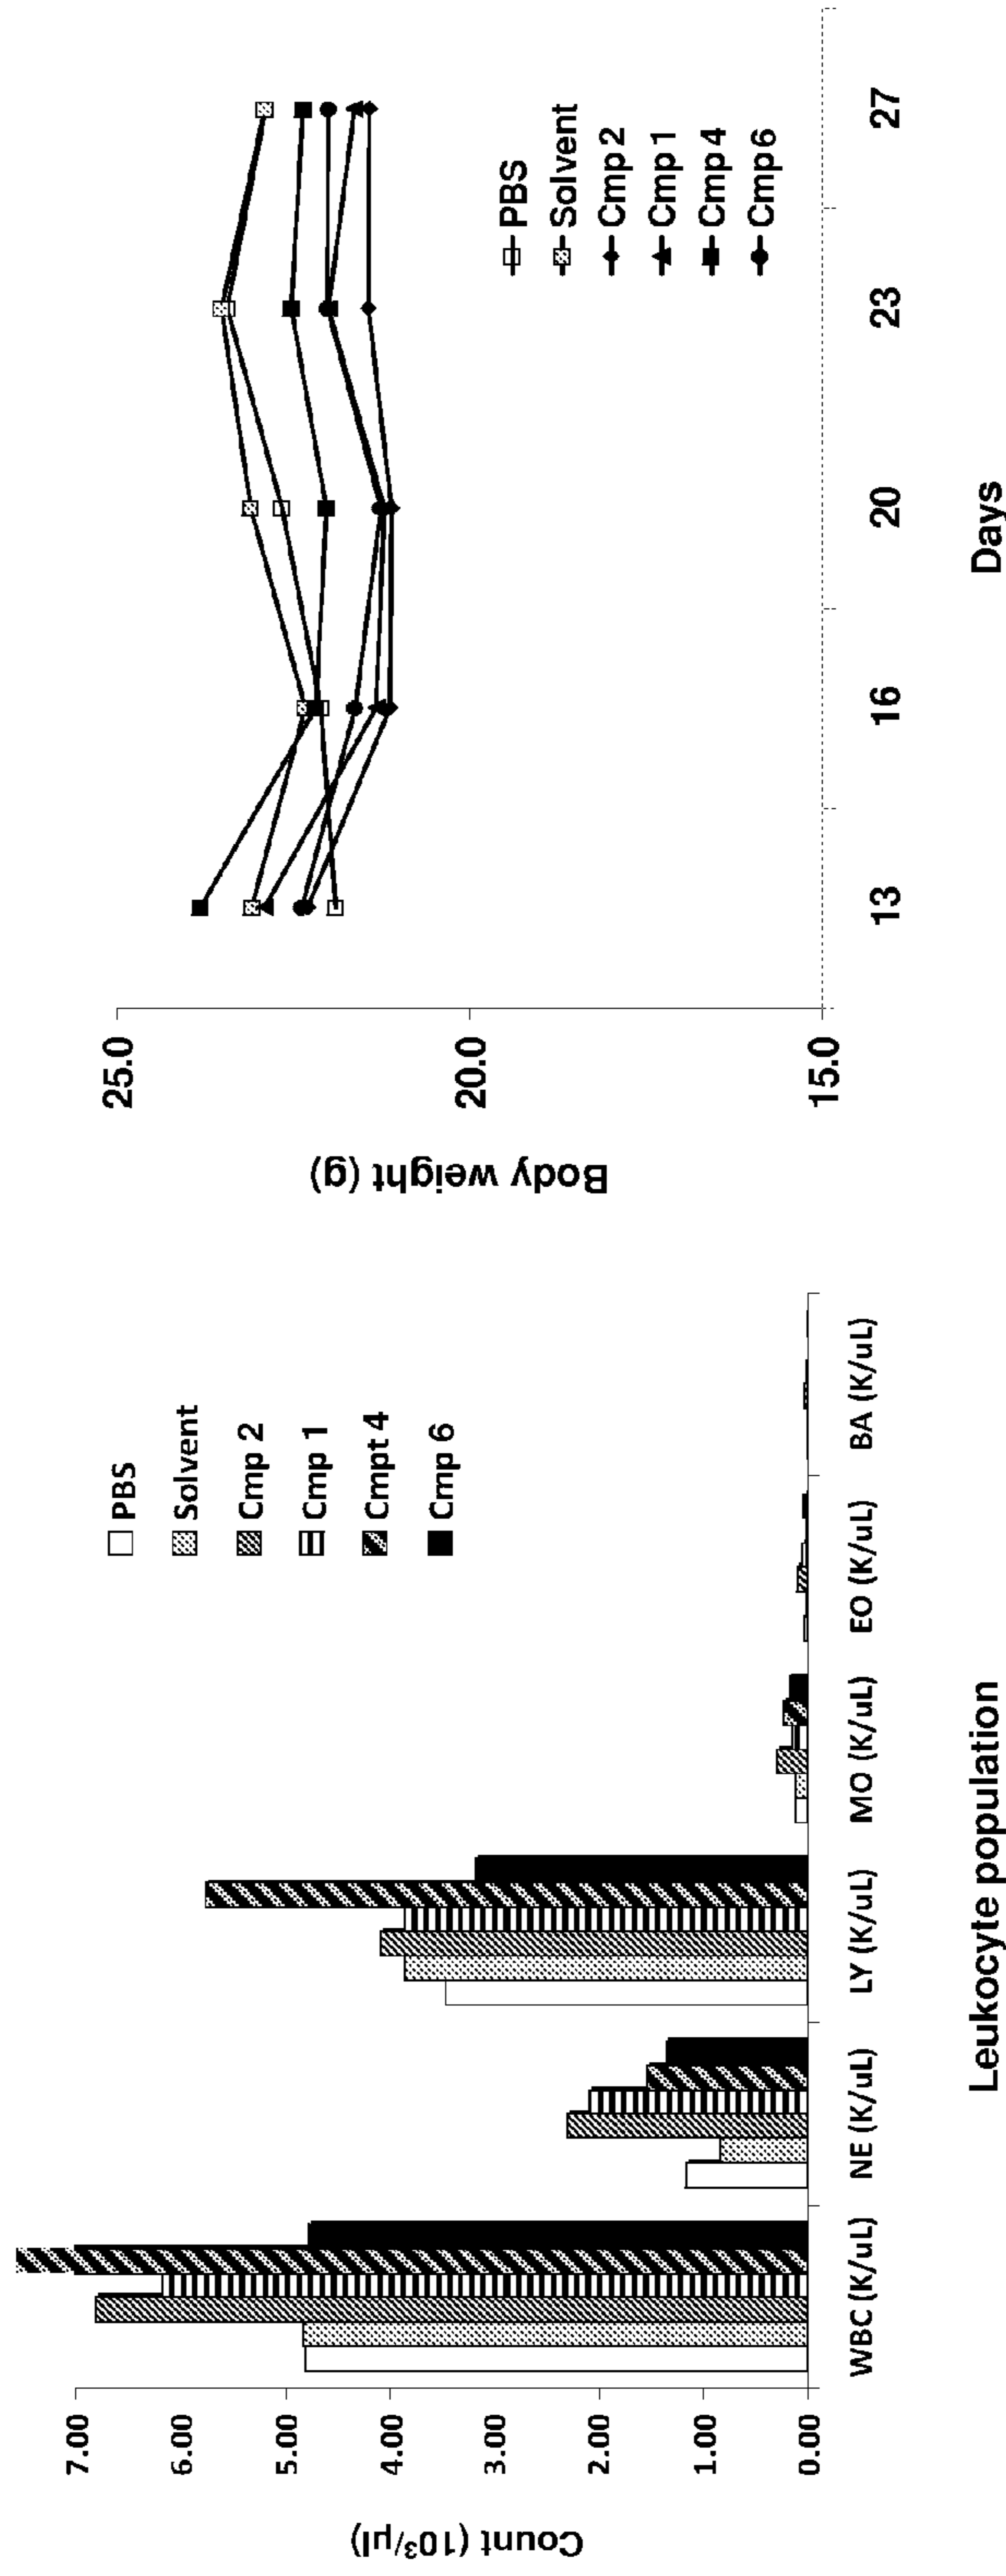 Count (10³/µl)
7.00
6.00
5.00
4.00
3.00
2.00
1.00
0.00
PBS
Solvent
Cmp 2
Cmp 1
Cmpt 4
Cmp 6
WBC (K/uL)
NE (K/uL)
LY (K/uL)
MO (K/uL)
EO (K/uL)
BA (K/uL)
Leukocyte population
Body weight (g)
25.0
20.0
15.0
PBS
Solvent
Cmp 2
Cmp 1
Cmp 4
Cmp 6
13
16
20
23
27
Days